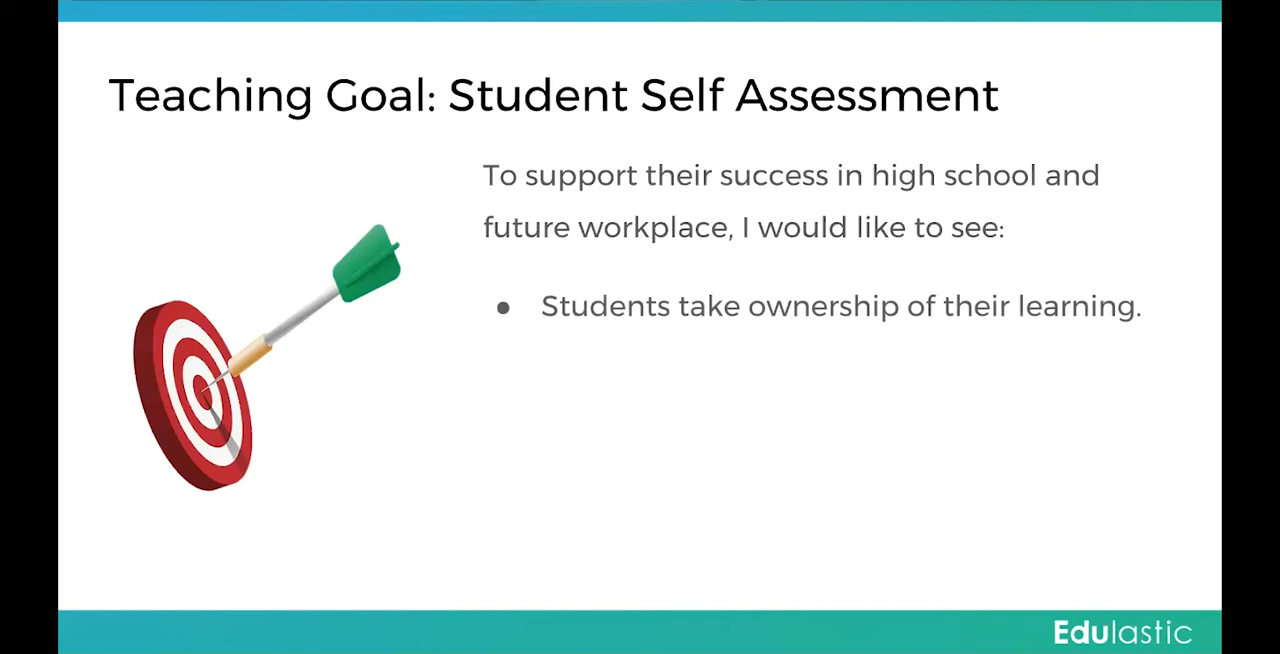 Teaching Goal: Student Self Assessment
To support their success in high school and
future workplace, I would like to see:
● Students take ownership of their learning.
Edulastic